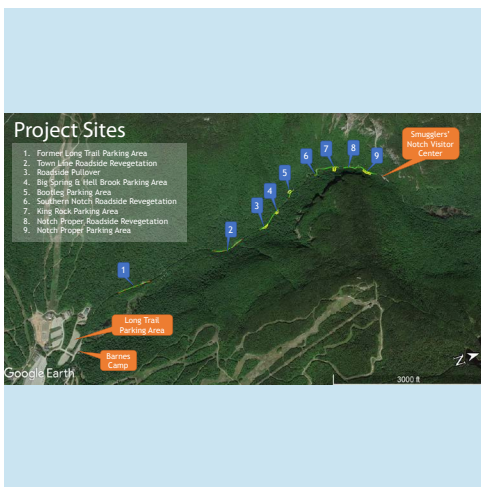 Project Sites
1. Former Long Trail Parking Area
2. Town Line Roadside Revegetation
3. Roadside Pullover
4. Big Spring & Hell Brook Parking Area
5. Bootleg Parking Area
6. Southern Notch Roadside Revegetation
7. King Rock Parking Area
8. Notch Proper Roadside Revegetation
9. Notch Proper Parking Area
Smugglers'
Notch Visitor
Center
9
8
7
6
5
4
3
2
1
Long Trail
Parking Area
Barnes
Camp
Google Earth
3000 ft
N